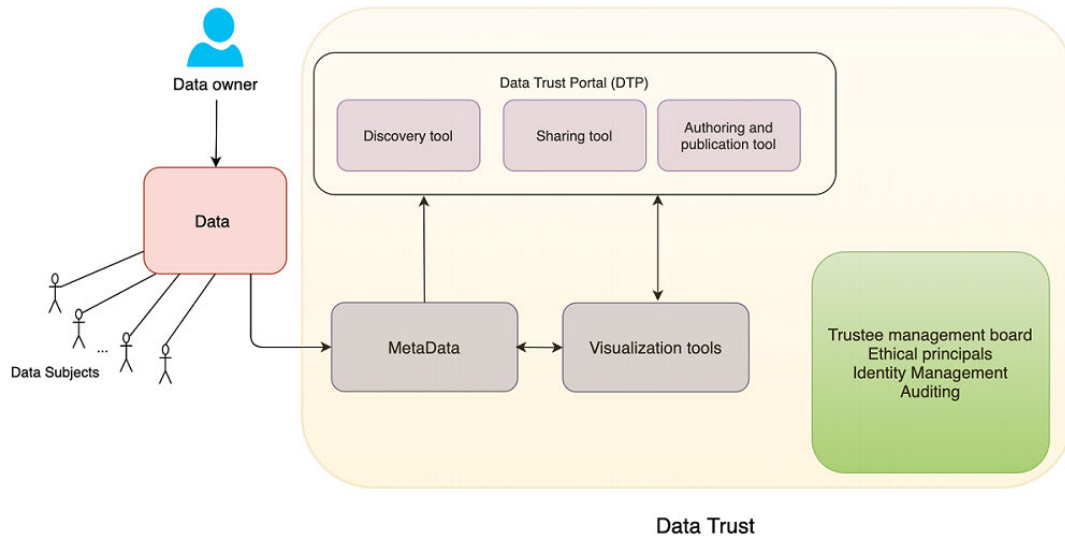 Data owner
Data Trust Portal (DTP)
Discovery tool
Sharing tool
Authoring and
publication tool
Data
MetaData
Visualization tools
...
Data Subjects
Trustee management board
Ethical principals
Identity Management
Auditing
Data Trust